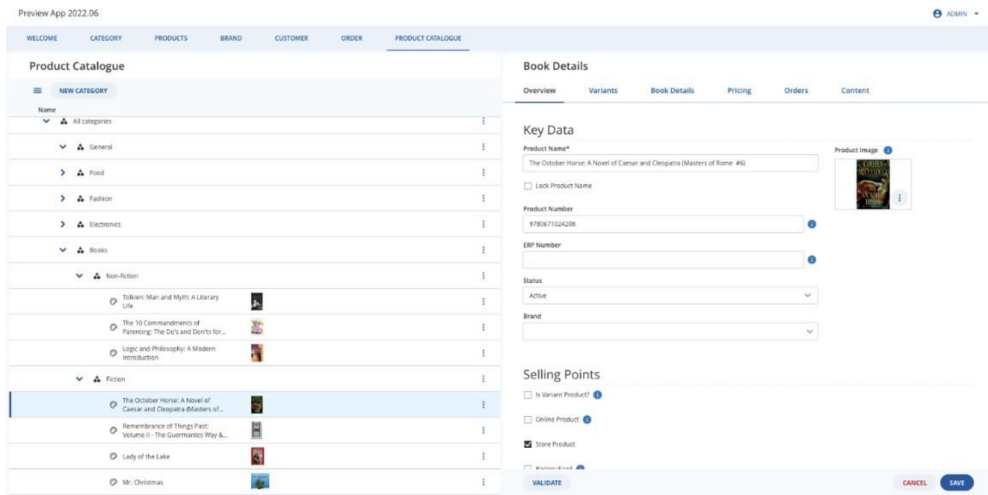 Preview App 2022.06
ADMIN
WELCOME CATEGORY PRODUCTS BRAND CUSTOMER ORDER PRODUCT CATALOGUE
Product Catalogue
NEW CATEGORY
Name
All categories
General
Food
Fashion
Electronics
Books
Non-fiction
Tolkien: Man and Myth: A Literary
Life
The 10 Commandments of
Parenting: The Do's and Don'ts for...
Logic and Philosophy: A Modern
Introduction
Fiction
The October Horse: A Novel of
Caesar and Cleopatra (Masters of...
Remembrance of Things Past:
Volume II - The Guermantes Way &...
Lady of the Lake
Mr. Christmas
Book Details
Overview Variants Book Details Pricing Orders Content
Key Data
Product Name*
The October Horse: A Novel of Caesar and Cleopatra (Masters of Rome #6)
Lock Product Name
Product Image
Product Number
9780671024208
ERP Number
Status
Active
Brand
Selling Points
Is Variant Product?
Online Product
Store Product
VALIDATE
CANCEL SAVE